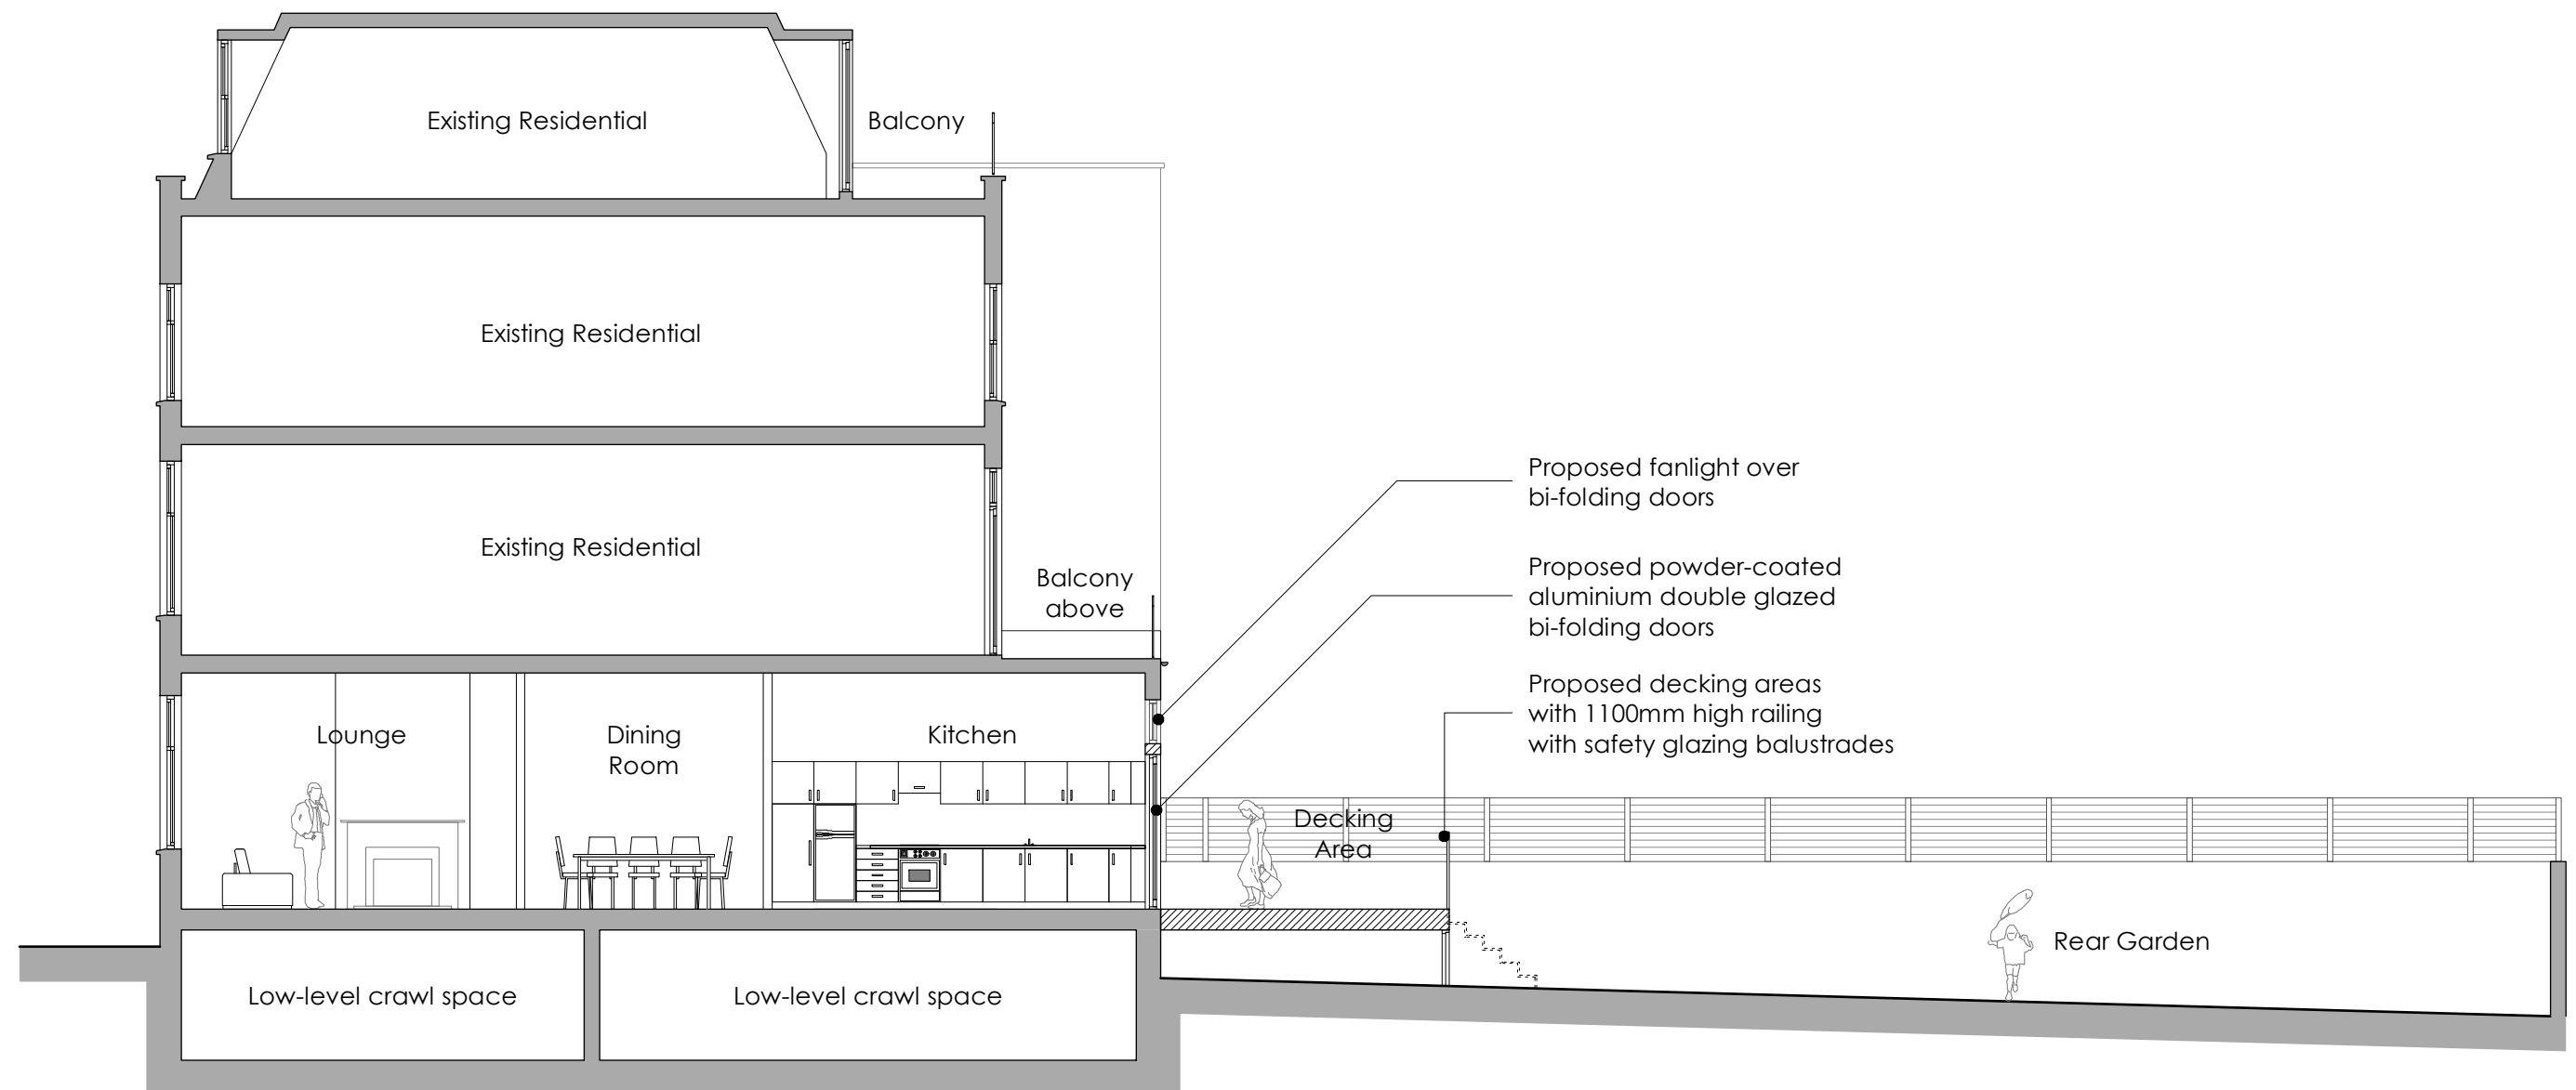 Existing Residential
Balcony
Existing Residential
Existing Residential
Balcony
above
Proposed fanlight over
bi-folding doors
Proposed powder-coated
aluminium double glazed
bi-folding doors
Proposed decking areas
with 1100mm high railing
with safety glazing balustrades
Lounge
Dining
Room
Kitchen
Decking
Area
Rear Garden
Low-level crawl space
Low-level crawl space